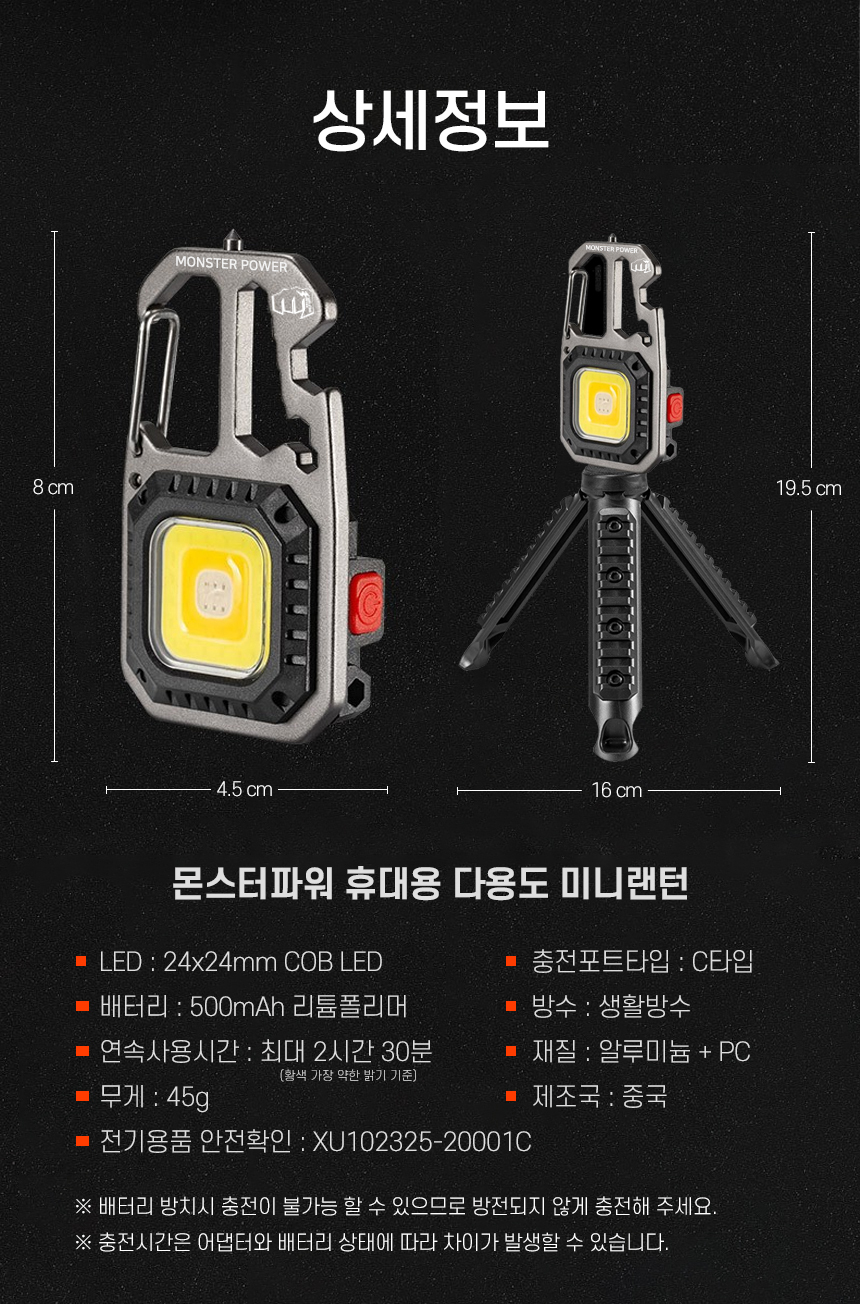 상세정보
MONSTER POWER
MONSTER POWER
8 cm
19.5 cm
4.5 cm
16 cm
몬스터파워 휴대용 다용도 미니랜턴
LED : 24x24mm COB LED
충전포트타입 : C타입
배터리 : 500mAh 리튬폴리머
방수 : 생활방수
연속사용시간 : 최대 2시간 30분
(황색 가장 약한 밝기 기준)
재질 : 알루미늄 + PC
무게 : 45g
제조국 : 중국
전기용품 안전확인 : XU102325-20001C
※ 배터리 방치시 충전이 불가능 할 수 있으므로 방전되지 않게 충전해 주세요.
※ 충전시간은 어댑터와 배터리 상태에 따라 차이가 발생할 수 있습니다.